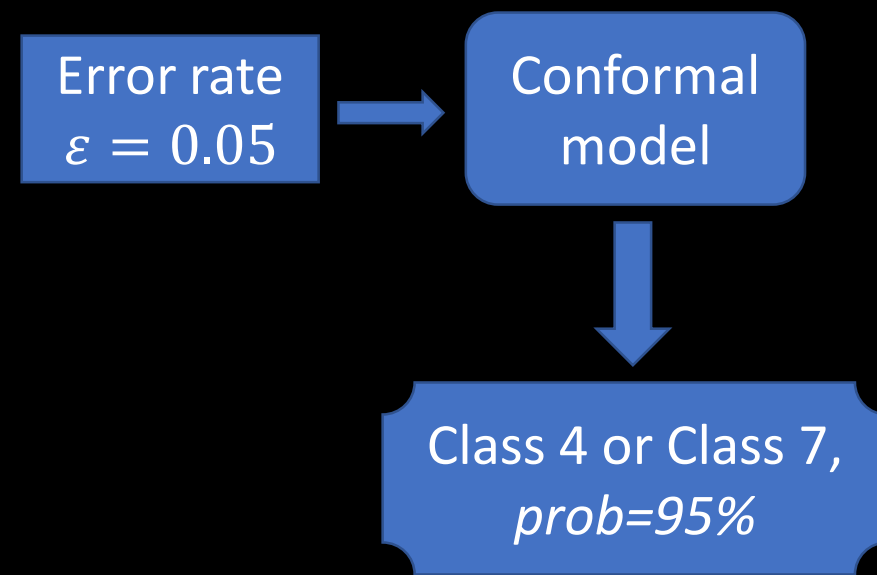 Error rate
ε = 0.05
Conformal
model
Class 4 or Class 7,
prob=95%